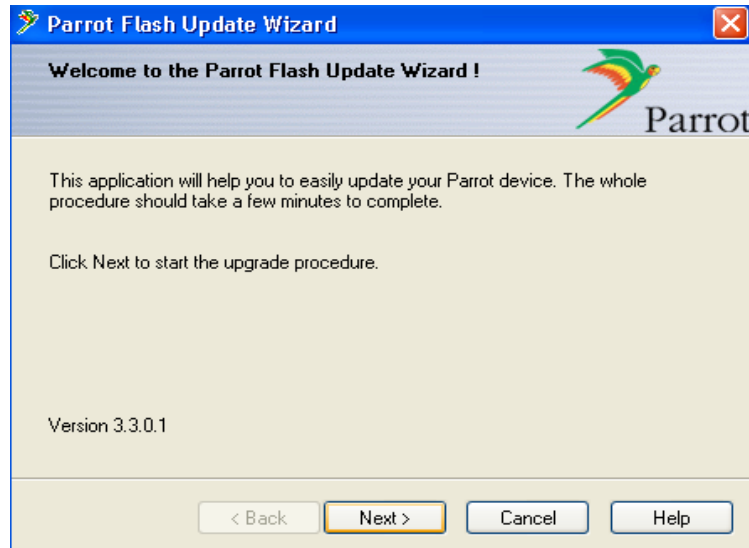 Parrot Flash Update Wizard
Welcome to the Parrot Flash Update Wizard !
Parrot
This application will help you to easily update your Parrot device. The whole
procedure should take a few minutes to complete.
Click Next to start the upgrade procedure.
Version 3.3.0.1
< Back
Next >
Cancel
Help